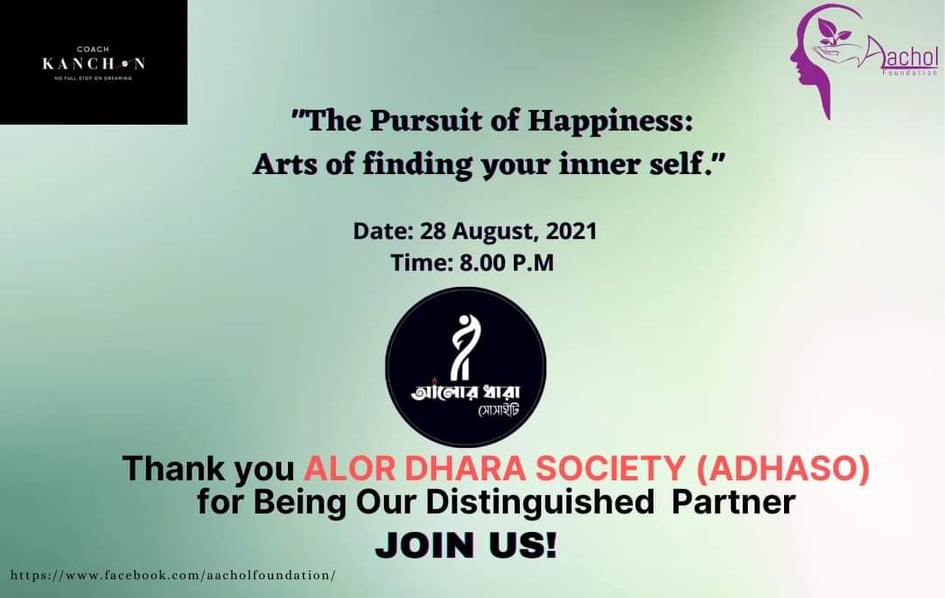 COACH
KANCHON
NO FULL STOP ON DREAMING
Aachol
Foundation
"The Pursuit of Happiness:
Arts of finding your inner self."
Date: 28 August, 2021
Time: 8.00 P.M
আলোর ধারা
সোসাইটি
Thank you ALOR DHARA SOCIETY (ADHASO)
for Being Our Distinguished Partner
JOIN US!
https://www.facebook.com/aacholfoundation/